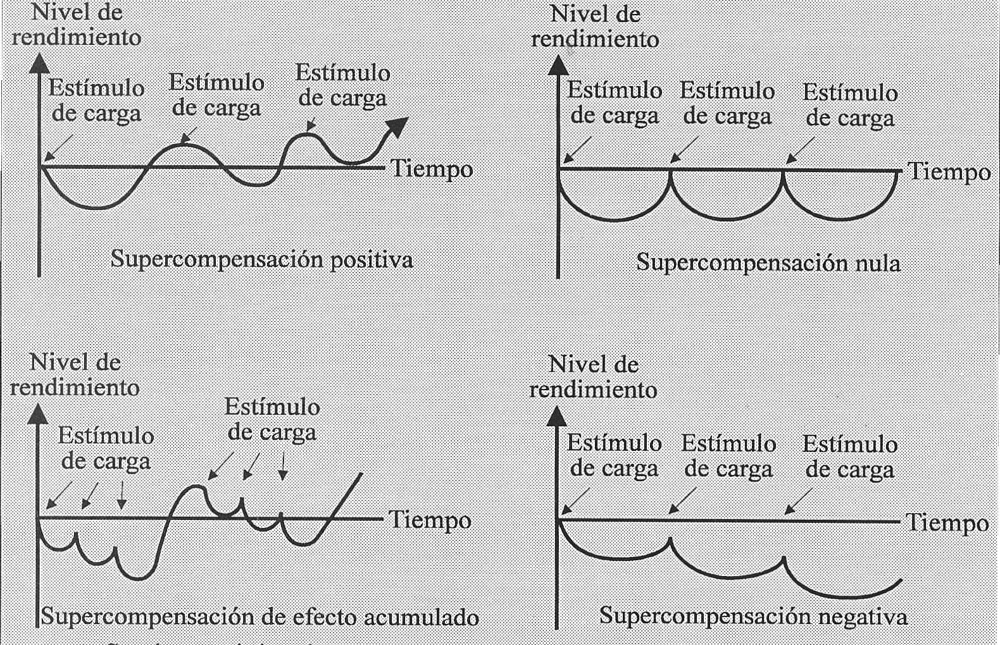 Nivel de
rendimiento
Estímulo
de carga
Estímulo
de carga
Estímulo
de carga
Tiempo
Supercompensación positiva
Nivel de
rendimiento
Estímulo
de carga
Estímulo
de carga
Estímulo
de carga
Tiempo
Supercompensación nula
Nivel de
rendimiento
Estímulo
de carga
Estímulo
de carga
Tiempo
Supercompensación de efecto acumulado
Nivel de
rendimiento
Estímulo
de carga
Estímulo
de carga
Estímulo
de carga
Tiempo
Supercompensación negativa